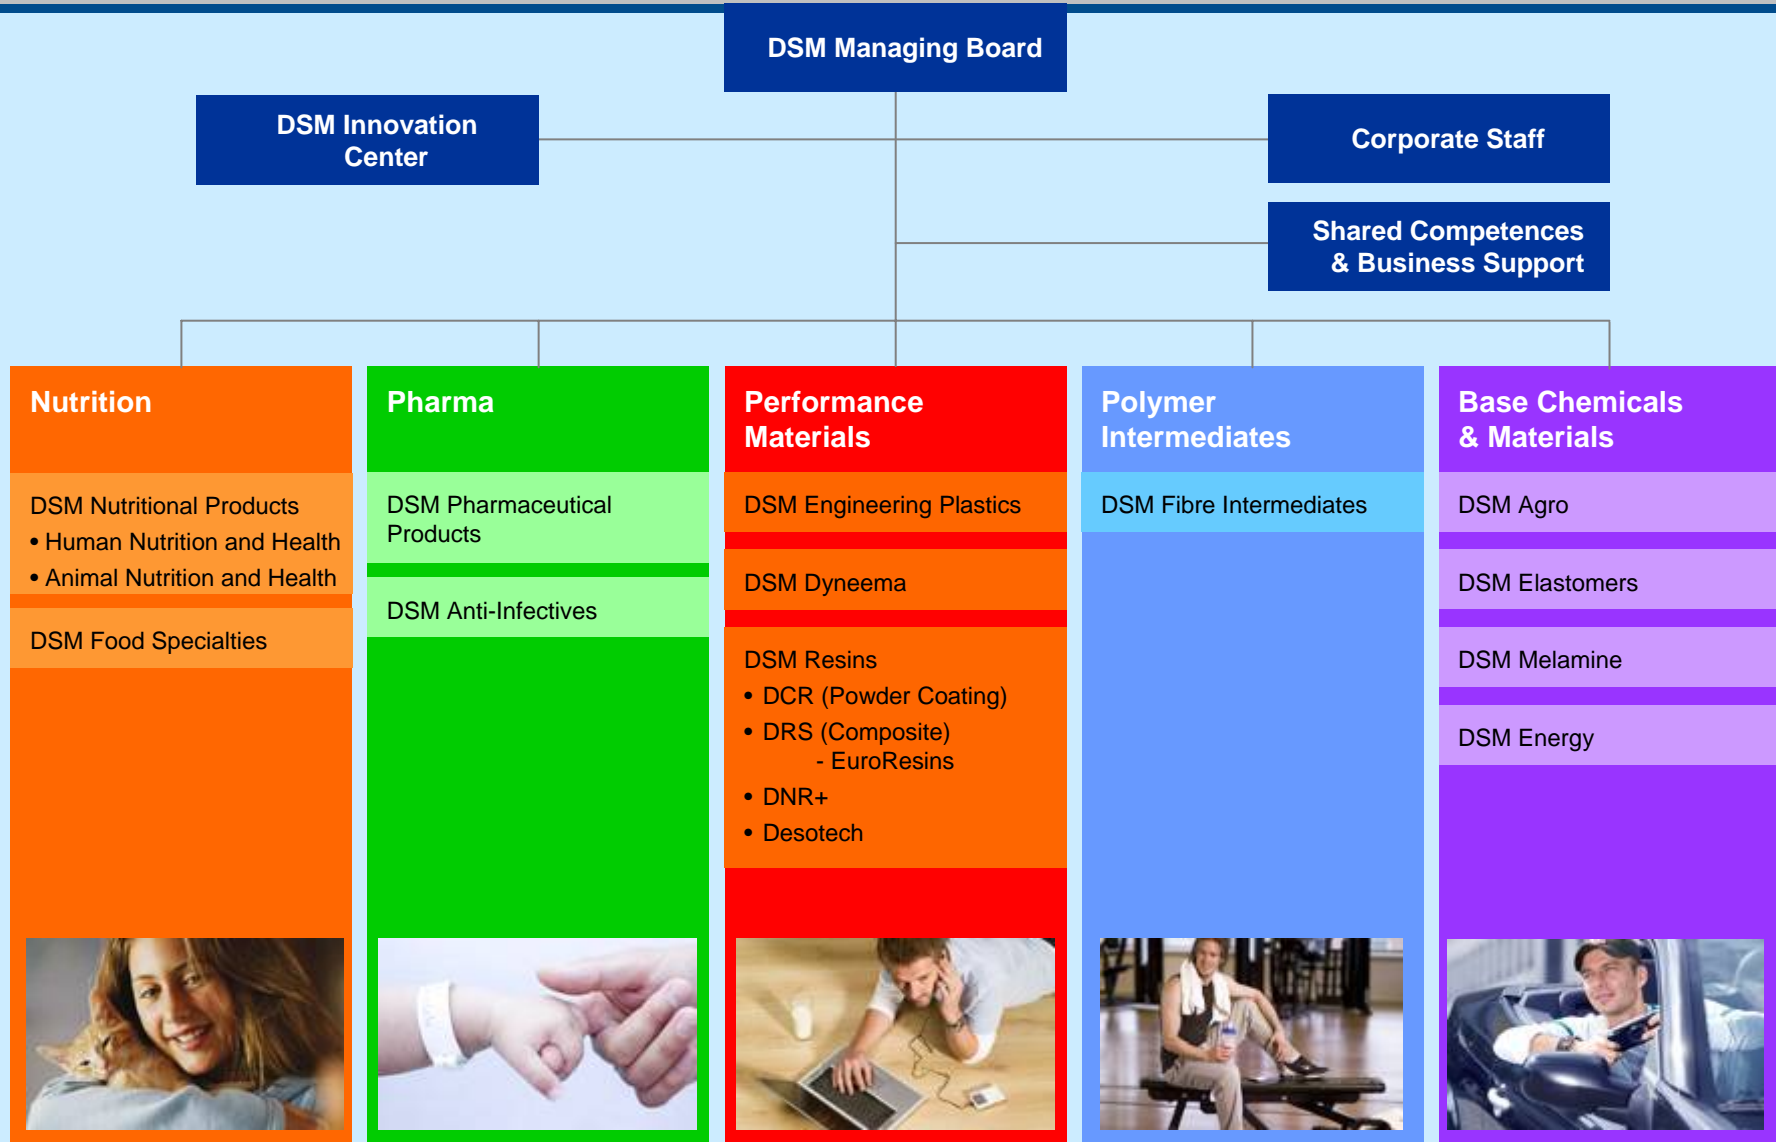 DSM Managing Board
DSM Innovation
Center
Corporate Staff
Shared Competences
& Business Support
Nutrition
DSM Nutritional Products
• Human Nutrition and Health
• Animal Nutrition and Health
DSM Food Specialties
Pharma
DSM Pharmaceutical
Products
DSM Anti-Infectives
Performance
Materials
DSM Engineering Plastics
DSM Dyneema
DSM Resins
• DCR (Powder Coating)
• DRS (Composite)
- EuroResins
• DNR+
• Desotech
Polymer
Intermediates
DSM Fibre Intermediates
Base Chemicals
& Materials
DSM Agro
DSM Elastomers
DSM Melamine
DSM Energy